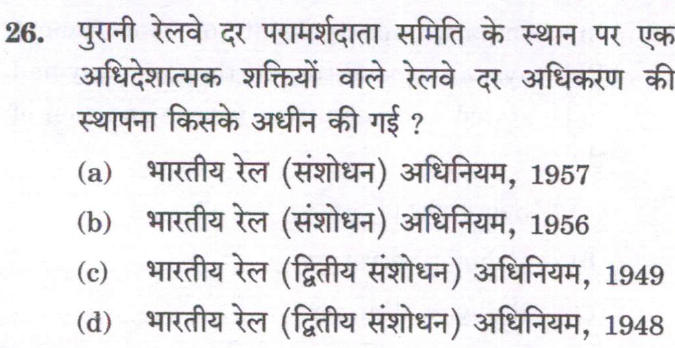 26. पुरानी रेलवे दर परामर्शदाता समिति के स्थान पर एक
अधिदेशात्मक शक्तियों वाले रेलवे दर अधिकरण की
स्थापना किसके अधीन की गई ?
(a) भारतीय रेल (संशोधन) अधिनियम, 1957
(b) भारतीय रेल (संशोधन) अधिनियम, 1956
(c) भारतीय रेल (द्वितीय संशोधन) अधिनियम, 1949
(d) भारतीय रेल (द्वितीय संशोधन) अधिनियम, 1948